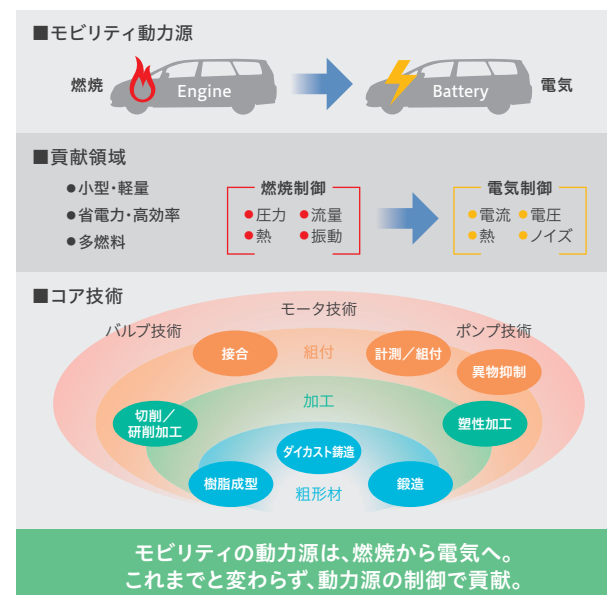 ■モビリティ動力源
燃焼
Engine
Battery
電気
■貢献領域
●小型・軽量
●省電力・高効率
●多燃料
燃焼制御
●圧力 ●流量
●熱 ●振動
電気制御
●電流 ●電圧
●熱 ●ノイズ
■コア技術
モータ技術
バルブ技術
ポンプ技術
接合
組付
計測／組付
異物抑制
加工
切削／
研削加工
塑性加工
ダイカスト鋳造
樹脂成型
粗形材
鍛造
モビリティの動力源は、燃焼から電気へ。
これまでと変わらず、動力源の制御で貢献。